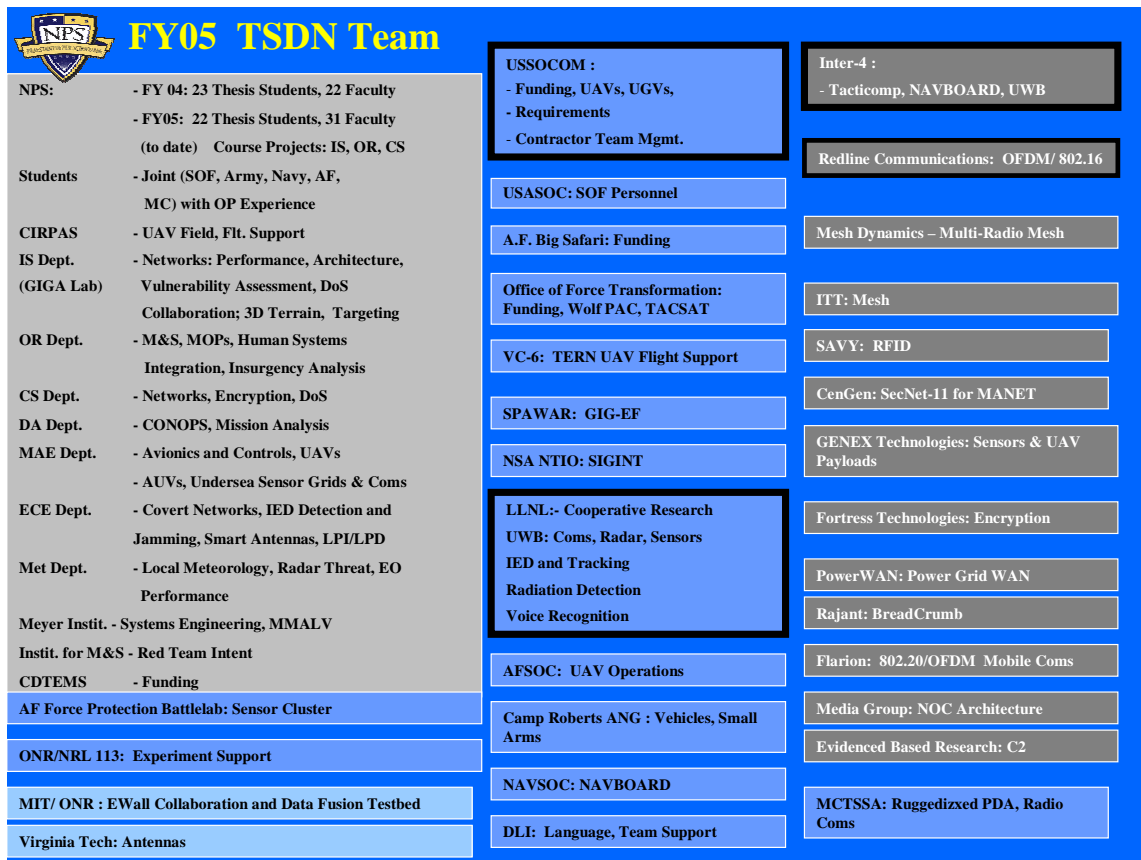 NPS
FY05 TSDN Team
NPS: - FY 04: 23 Thesis Students, 22 Faculty
- FY05: 22 Thesis Students, 31 Faculty
(to date) Course Projects: IS, OR, CS
Students - Joint (SOF, Army, Navy, AF,
MC) with OP Experience
CIRPAS - UAV Field, Flt. Support
IS Dept. - Networks: Performance, Architecture,
(GIGA Lab) Vulnerability Assessment, DoS
Collaboration; 3D Terrain, Targeting
OR Dept. - M&S, MOPs, Human Systems
Integration, Insurgency Analysis
CS Dept. - Networks, Encryption, DoS
DA Dept. - CONOPS, Mission Analysis
MAE Dept. - Avionics and Controls, UAVs
- AUVs, Undersea Sensor Grids & Coms
ECE Dept. - Covert Networks, IED Detection and
Jamming, Smart Antennas, LPI/LPD
Met Dept. - Local Meteorology, Radar Threat, EO
Performance
Meyer Instit. - Systems Engineering, MMALV
Instit. for M&S - Red Team Intent
CDTEMS - Funding
AF Force Protection Battlelab: Sensor Cluster
ONR/NRL 113: Experiment Support
MIT/ ONR : EWall Collaboration and Data Fusion Testbed
Virginia Tech: Antennas
USSOCOM :
- Funding, UAVs, UGVs,
- Requirements
- Contractor Team Mgmt.
USASOC: SOF Personnel
A.F. Big Safari: Funding
Office of Force Transformation:
Funding, Wolf PAC, TACSAT
VC-6: TERN UAV Flight Support
SPAWAR: GIG-EF
NSA NTIO: SIGINT
LLNL:- Cooperative Research
UWB: Coms, Radar, Sensors
IED and Tracking
Radiation Detection
Voice Recognition
AFSOC: UAV Operations
Camp Roberts ANG : Vehicles, Small
Arms
NAVSOC: NAVBOARD
DLI: Language, Team Support
Inter-4 :
- Tacticomp, NAVBOARD, UWB
Redline Communications: OFDM/ 802.16
Mesh Dynamics – Multi-Radio Mesh
ITT: Mesh
SAVY: RFID
CenGen: SecNet-11 for MANET
GENEX Technologies: Sensors & UAV
Payloads
Fortress Technologies: Encryption
PowerWAN: Power Grid WAN
Rajant: BreadCrumb
Flarion: 802.20/OFDM Mobile Coms
Media Group: NOC Architecture
Evidenced Based Research: C2
MCTSSA: Ruggedizxed PDA, Radio
Coms